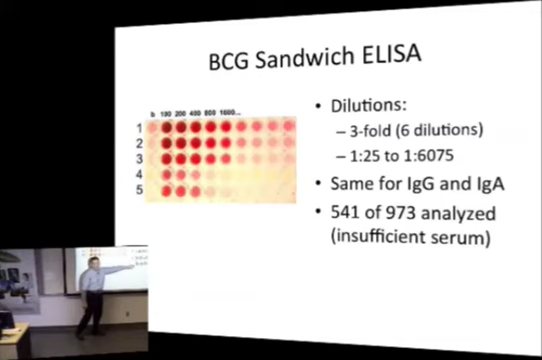 BCG Sandwich ELISA
b 100 200 400 800 1600...
1
2
3
4
5
• Dilutions:
– 3-fold (6 dilutions)
– 1:25 to 1:6075
• Same for IgG and IgA
• 541 of 973 analyzed
(insufficient serum)